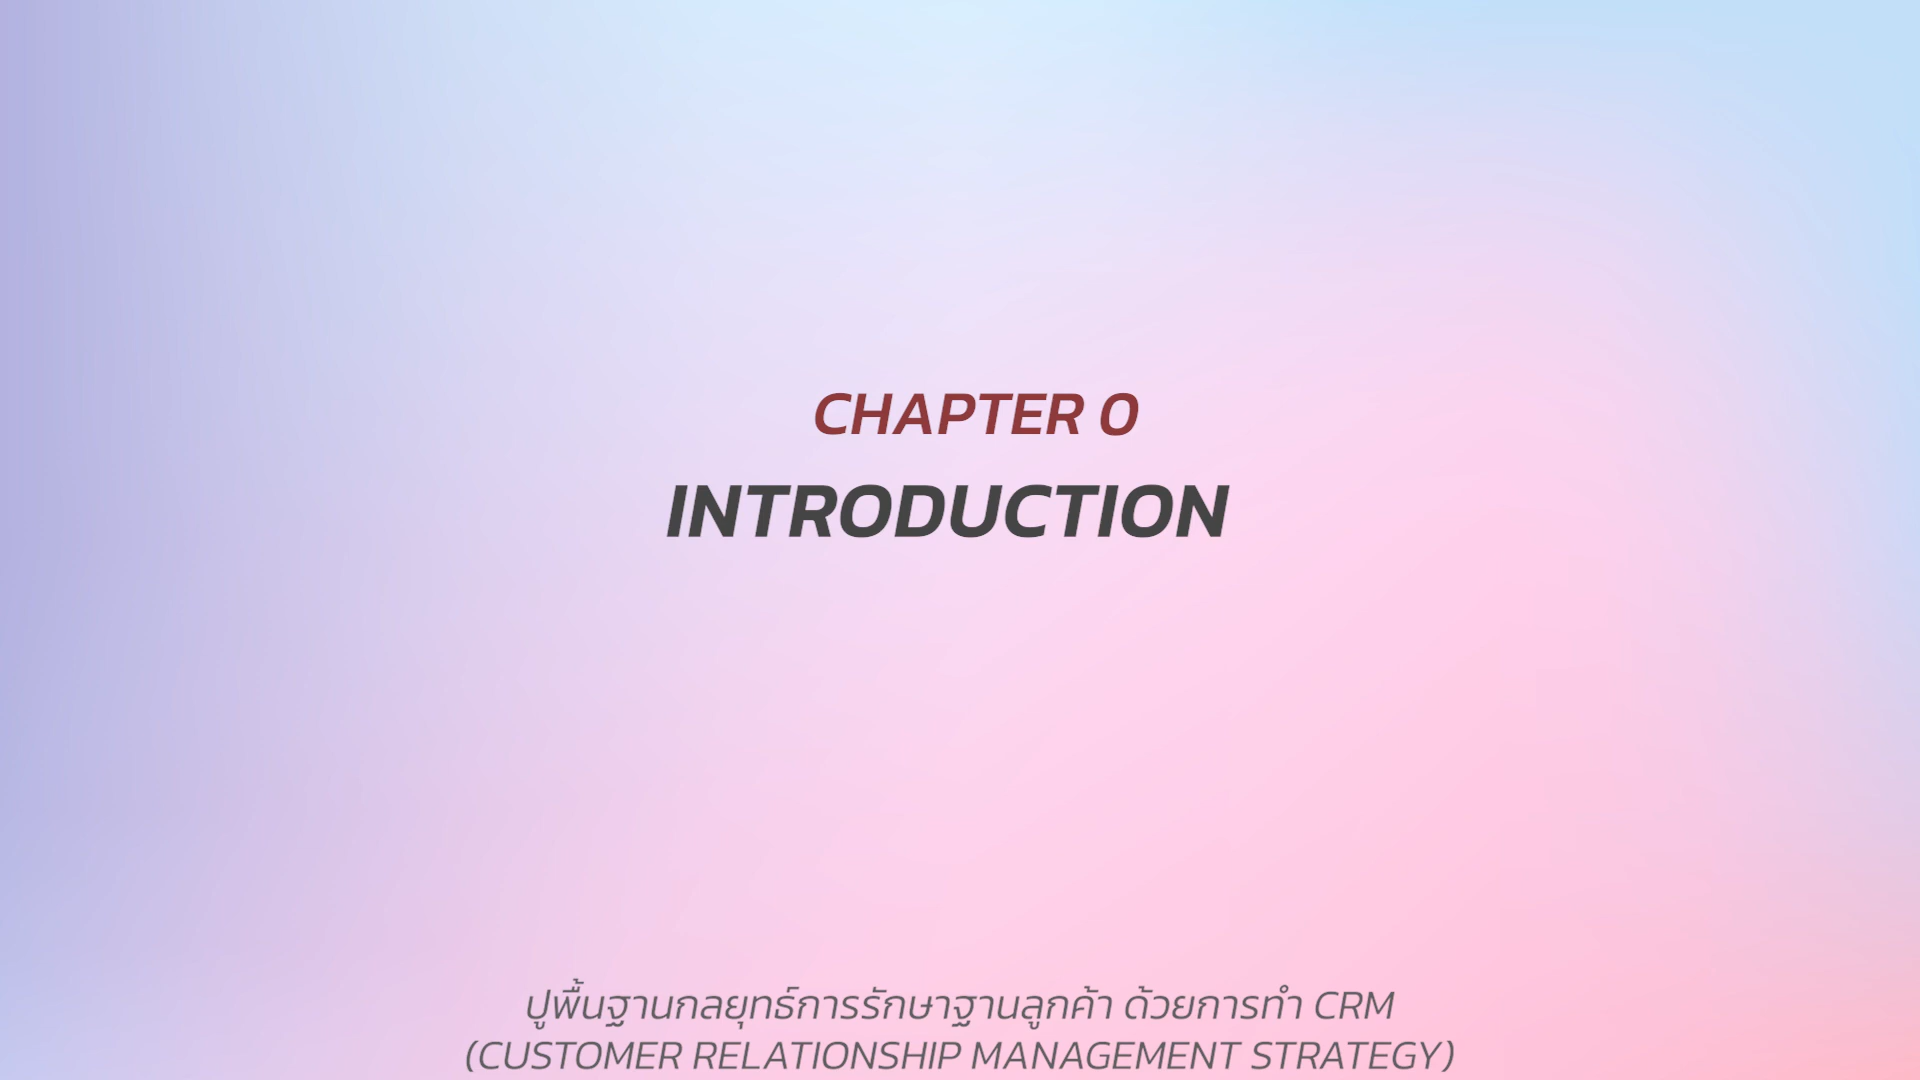 CHAPTER 0
INTRODUCTION
ปูพื้นฐานกลยุทธ์การรักษาฐานลูกค้า ด้วยการทำ CRM
(CUSTOMER RELATIONSHIP MANAGEMENT STRATEGY)